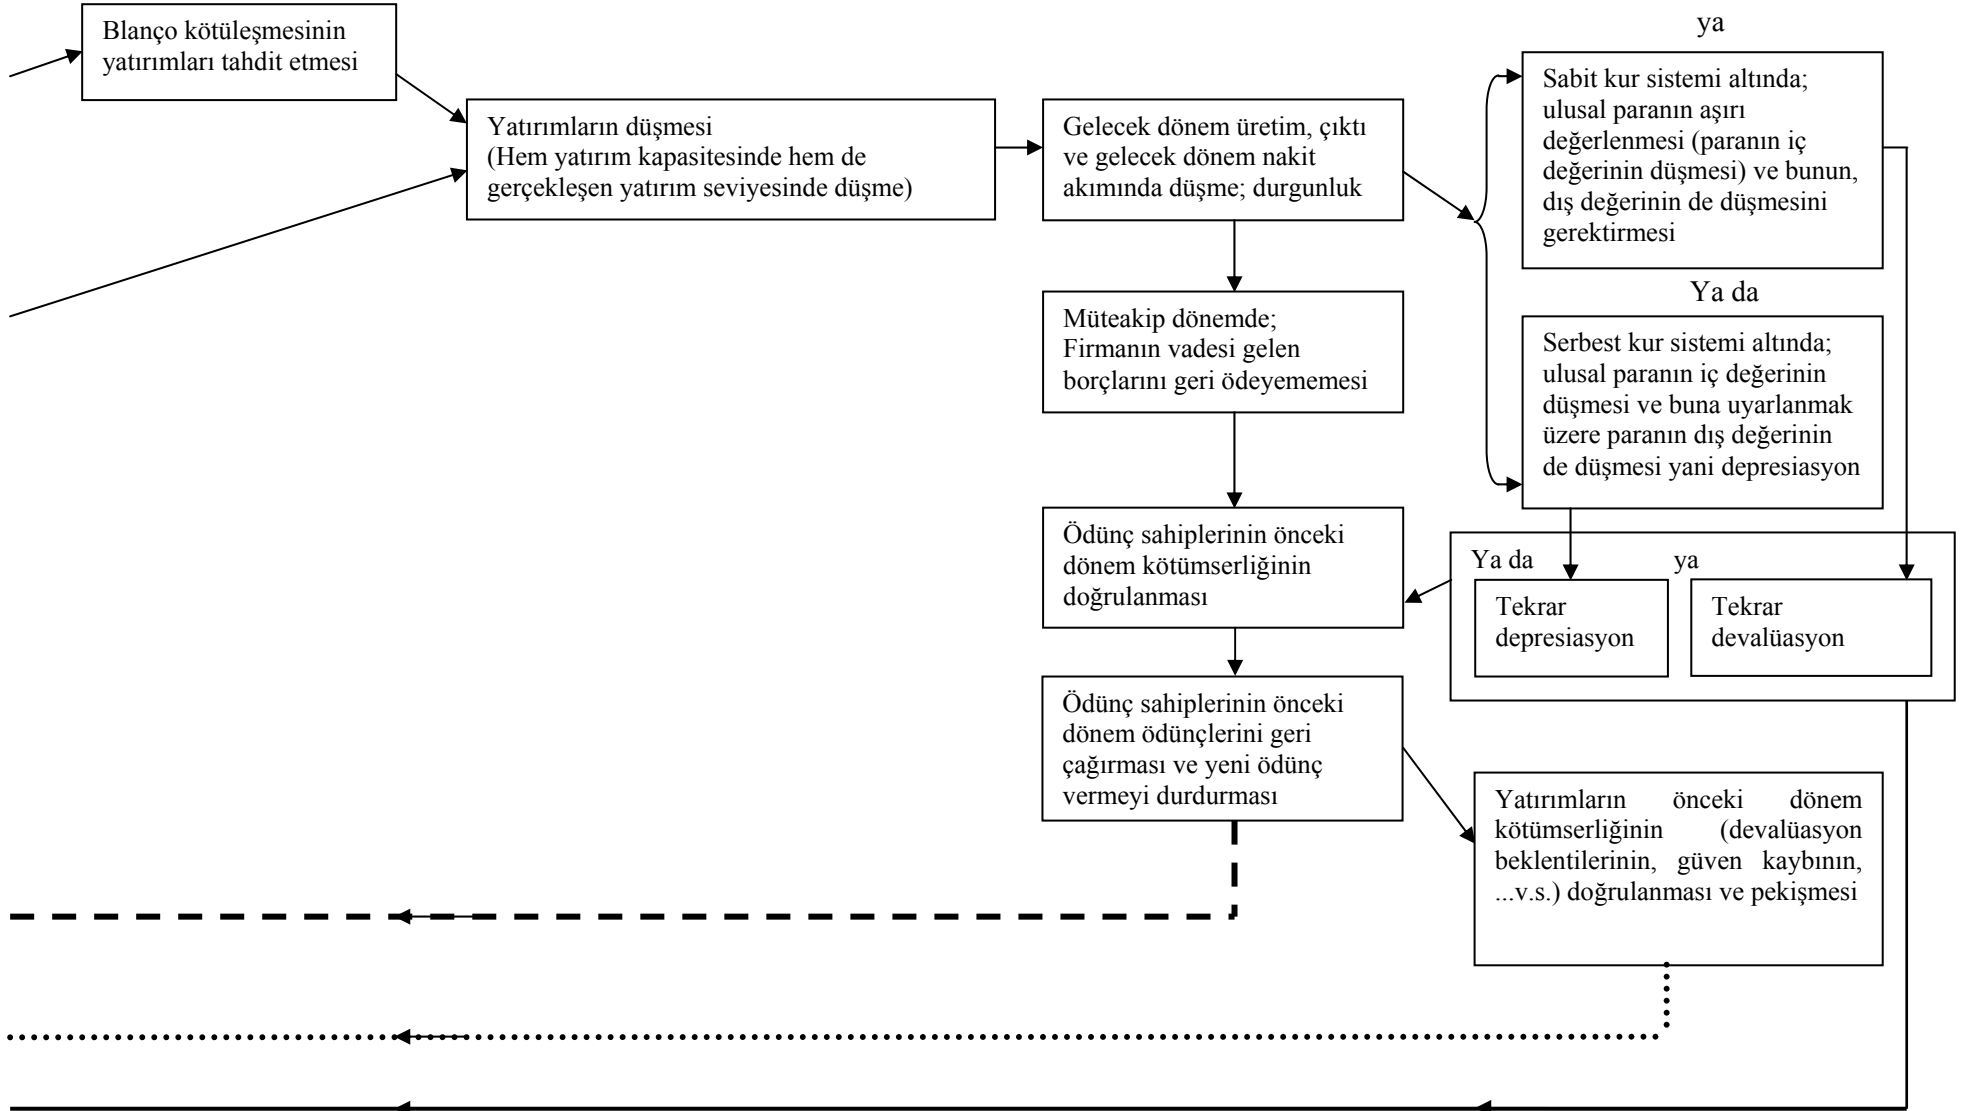 Blanço kötüleşmesinin
yatırımları tahdit etmesi
Yatırımların düşmesi
(Hem yatırım kapasitesinde hem de
gerçekleşen yatırım seviyesinde düşme)
Gelecek dönem üretim, çıktı
ve gelecek dönem nakit
akımında düşme; durgunluk
ya
Sabit kur sistemi altında;
ulusal paranın aşırı
değerlenmesi (paranın iç
değerinin düşmesi) ve bunun,
dış değerinin de düşmesini
gerektirmesi
Ya da
Serbest kur sistemi altında;
ulusal paranın iç değerinin
düşmesi ve buna uyarlanmak
üzere paranın dış değerinin
de düşmesi yani depresiasyon
Müteakip dönemde;
Firmanın vadesi gelen
borçlarını geri ödeyememesi
Ödünç sahiplerinin önceki
dönem kötümserliğinin
doğrulanması
Ya da
ya
Tekrar
depresiasyon
Tekrar
devalüasyon
Ödünç sahiplerinin önceki
dönem ödünçlerini geri
çağırması ve yeni ödünç
vermeyi durdurması
Yatırımların önceki dönem
kötümserliğinin (devalüasyon
beklentilerinin, güven kaybının,
...v.s.) doğrulanması ve pekişmesi